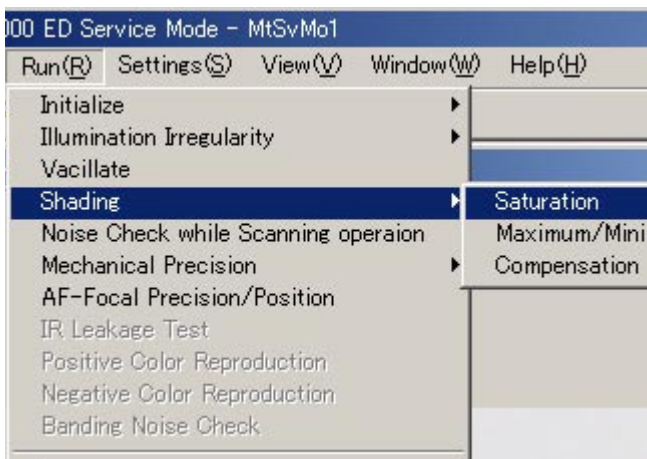 000 ED Service Mode - MtSvMo1
Run(R) Settings(S) View(V) Window(W) Help(H)
Initialize
Illumination Irregularity
Vacillate
Shading
Saturation
Noise Check while Scanning operaion
Maximum/Mini
Mechanical Precision
Compensation
AF-Focal Precision/Position
IR Leakage Test
Positive Color Reproduction
Negative Color Reproduction
Banding Noise Check